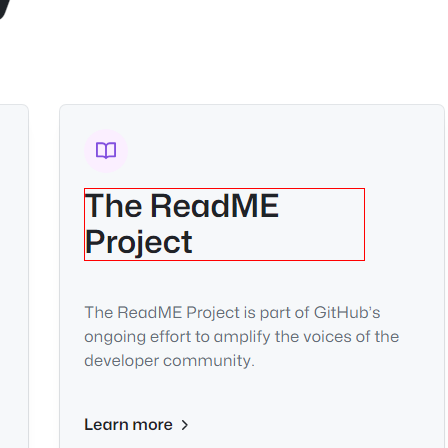 The ReadME
Project
The ReadME Project is part of GitHub's
ongoing effort to amplify the voices of the
developer community.
Learn more